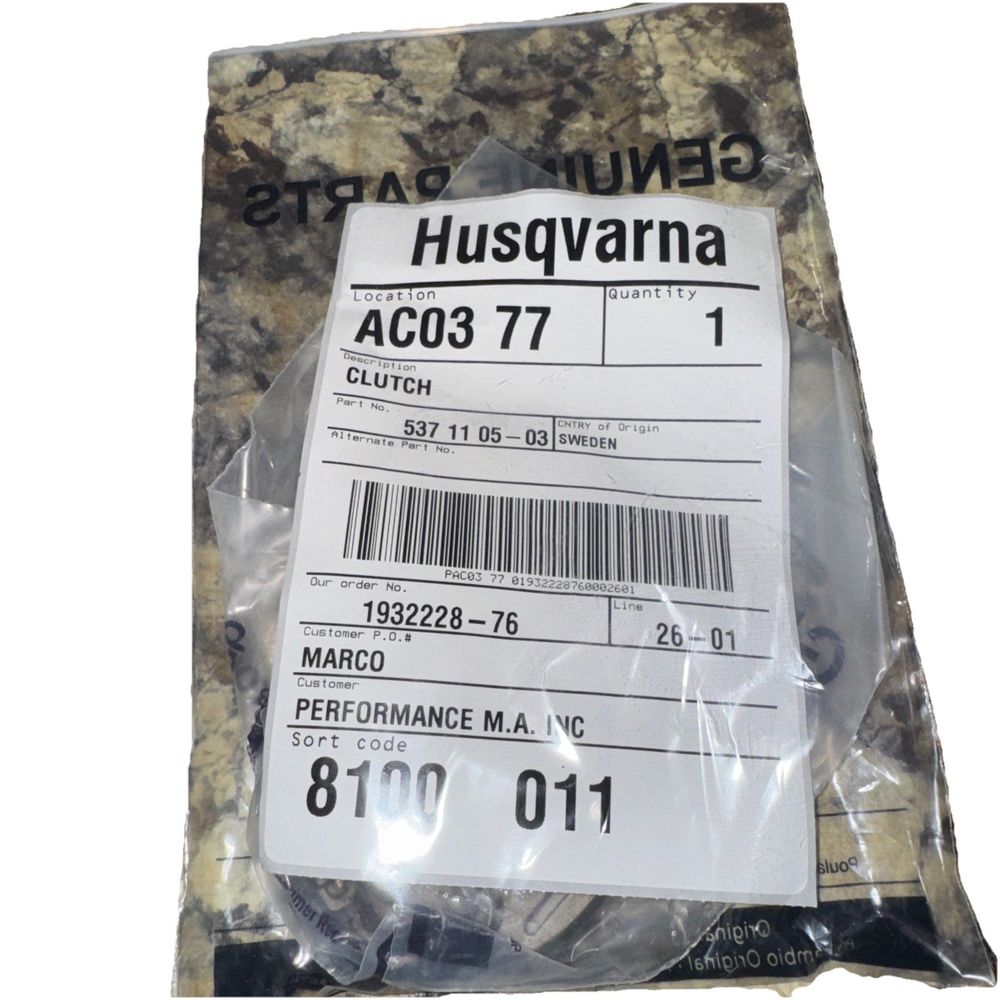 GENUINE PARTS
Husqvarna
Location
Quantity
AC03 77
1
Description
CLUTCH
Part No.
537 11 05-03
CNTRY of Origin
SWEDEN
Alternate Part No.
PAC03 77 01932228760002601
Our order No.
1932228-76
Line
26-01
Customer P.O.#
MARCO
Customer
PERFORMANCE M.A. INC
Sort code
8100 011